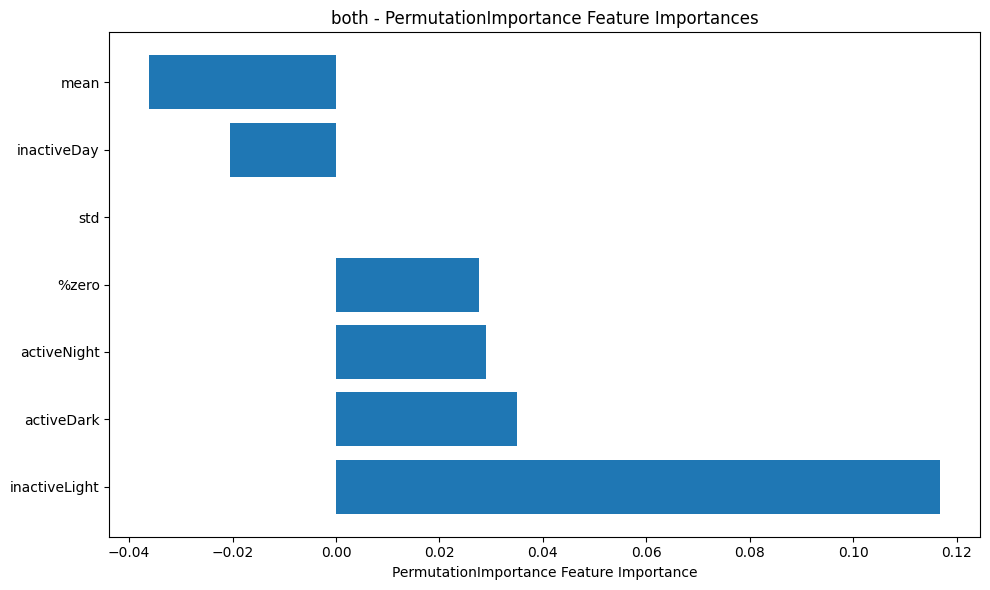 both - PermutationImportance Feature Importances
mean
inactiveDay
std
%zero
activeNight
activeDark
inactiveLight
−0.04 −0.02 0.00 0.02 0.04 0.06 0.08 0.10 0.12
PermutationImportance Feature Importance